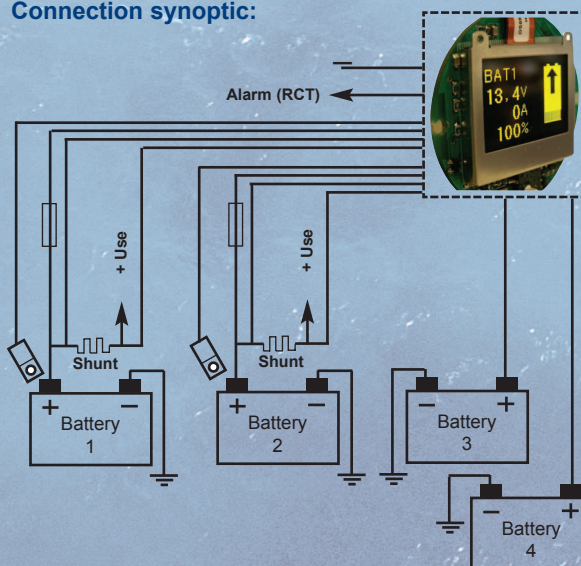 Connection synoptic:
BAT1
13,4V
0A
100%
Alarm (RCT)
+ Use
+ Use
Shunt
Shunt
+ −
Battery
1
+ −
Battery
2
− +
Battery
3
− +
Battery
4